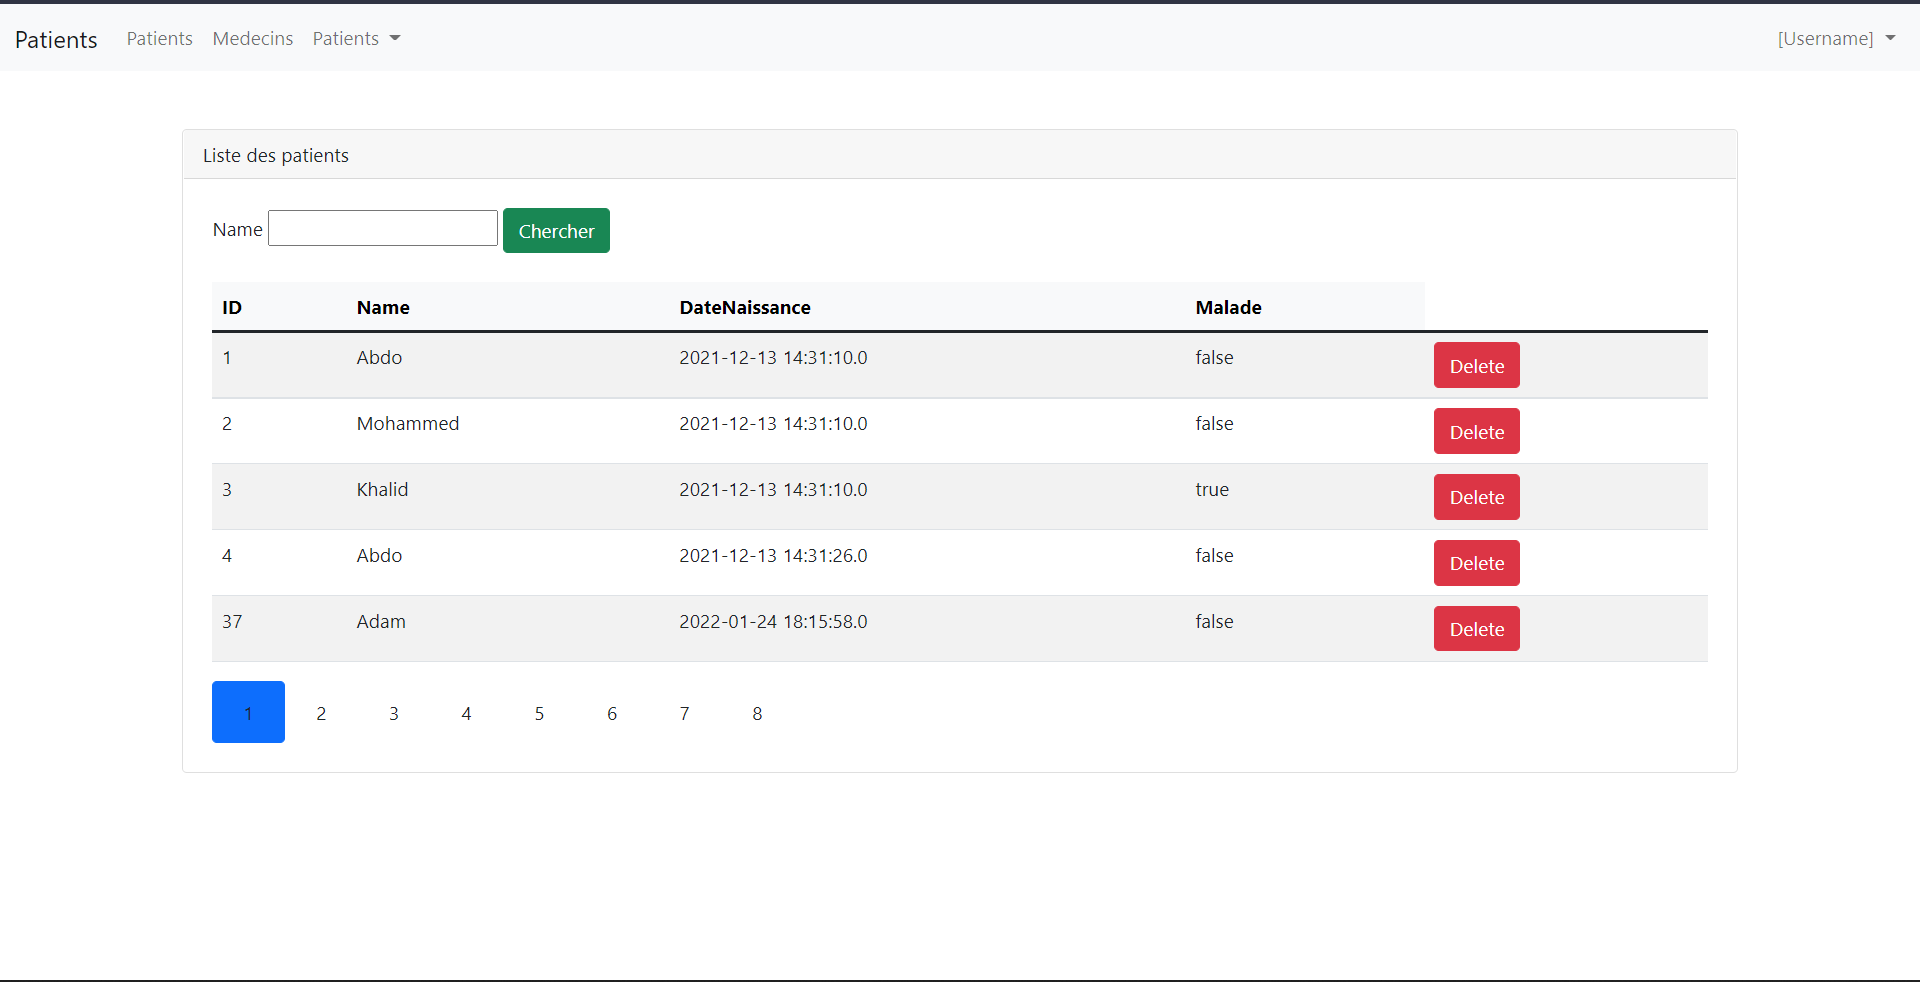 Patients Patients Medecins Patients [Username]
Liste des patients
Name Chercher
ID Name DateNaissance Malade
1 Abdo 2021-12-13 14:31:10.0 false Delete
2 Mohammed 2021-12-13 14:31:10.0 false Delete
3 Khalid 2021-12-13 14:31:10.0 true Delete
4 Abdo 2021-12-13 14:31:26.0 false Delete
37 Adam 2022-01-24 18:15:58.0 false Delete
1 2 3 4 5 6 7 8